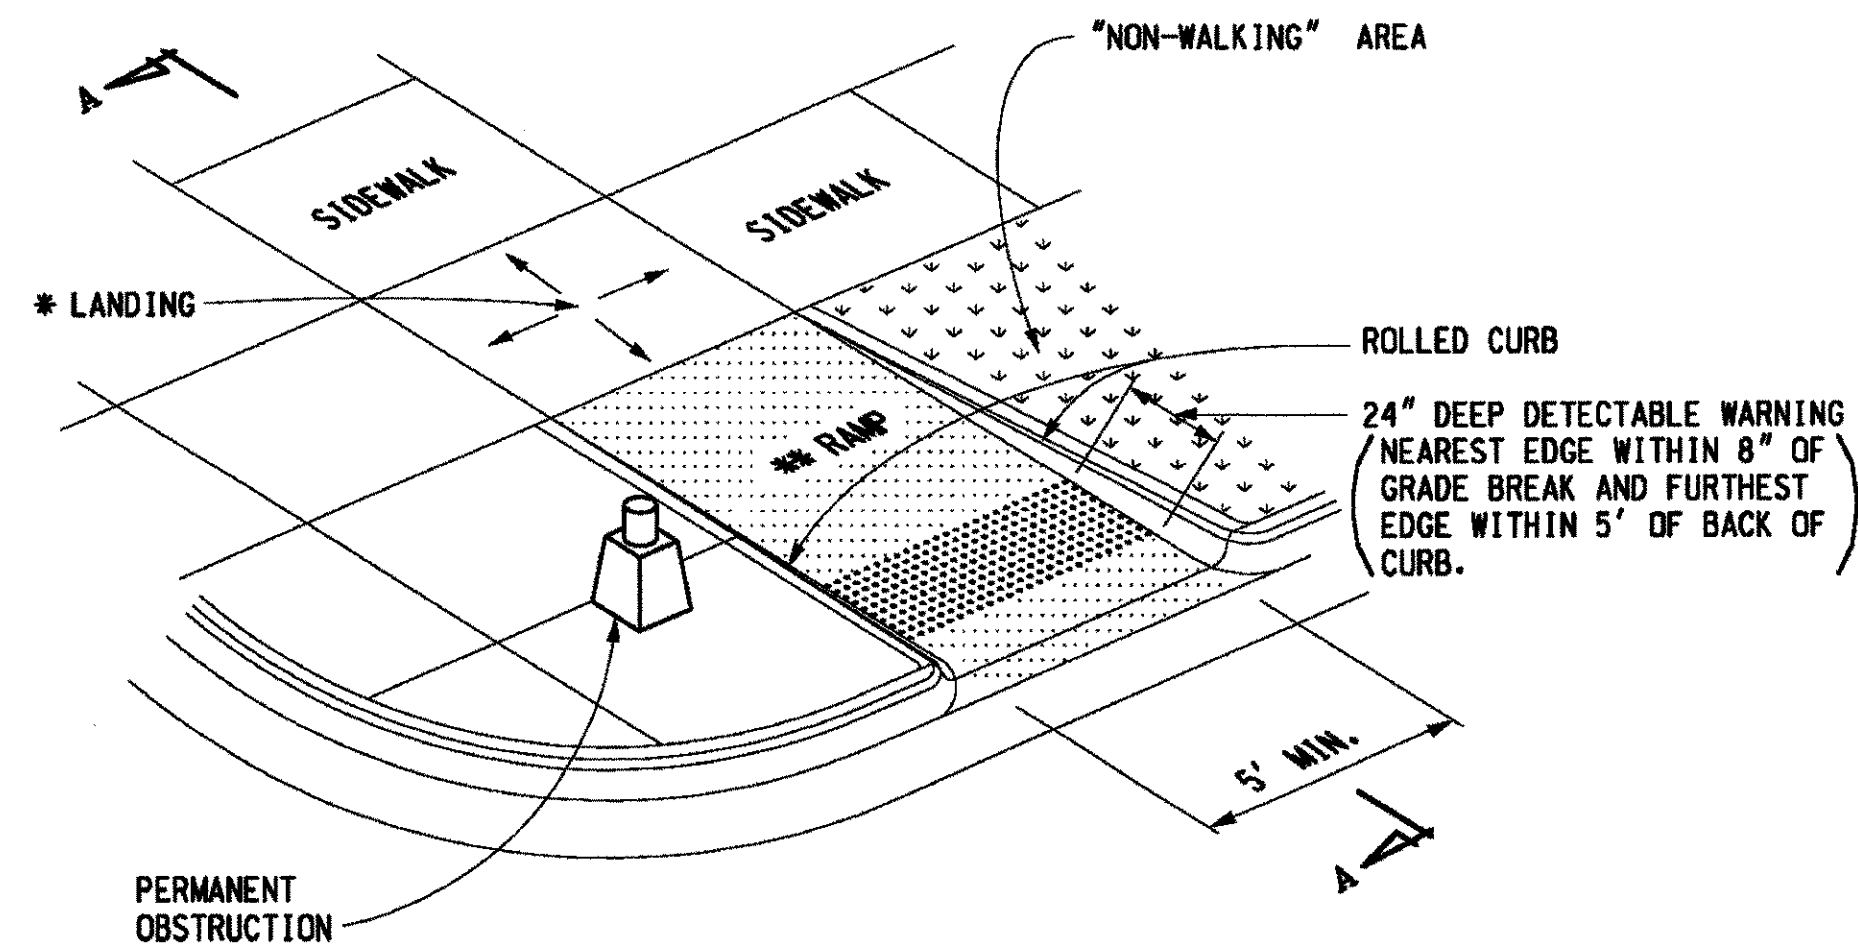 "NON-WALKING" AREA
A
SIDEWALK
SIDEWALK
* LANDING
ROLLED CURB
24" DEEP DETECTABLE WARNING
(NEAREST EDGE WITHIN 8" OF
GRADE BREAK AND FURTHEST
EDGE WITHIN 5' OF BACK OF
CURB.)
** RAMP
5' MIN.
A
PERMANENT
OBSTRUCTION